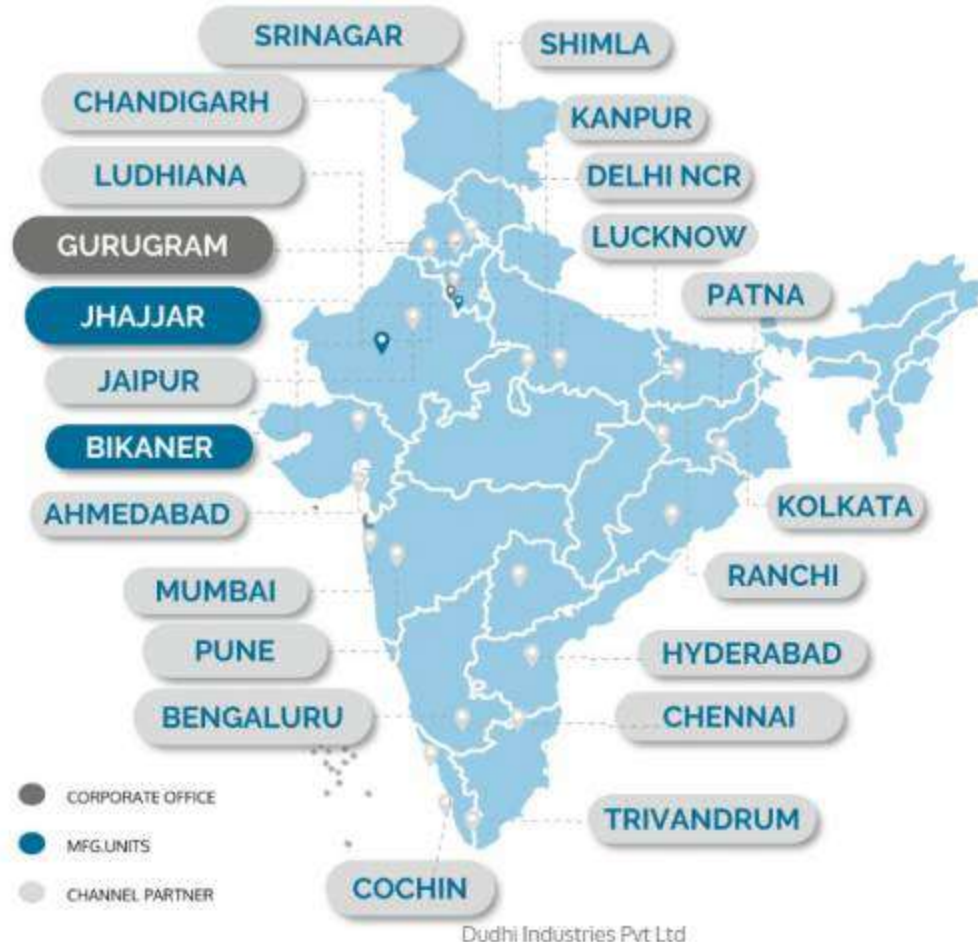 SRINAGAR
SHIMLA
CHANDIGARH
KANPUR
LUDHIANA
DELHI NCR
GURUGRAM
LUCKNOW
JHAJJAR
PATNA
JAIPUR
BIKANER
AHMEDABAD
KOLKATA
MUMBAI
RANCHI
PUNE
HYDERABAD
BENGALURU
CHENNAI
CORPORATE OFFICE
MFG.UNITS
TRIVANDRUM
CHANNEL PARTNER
COCHIN
Dudhi Industries Pvt Ltd